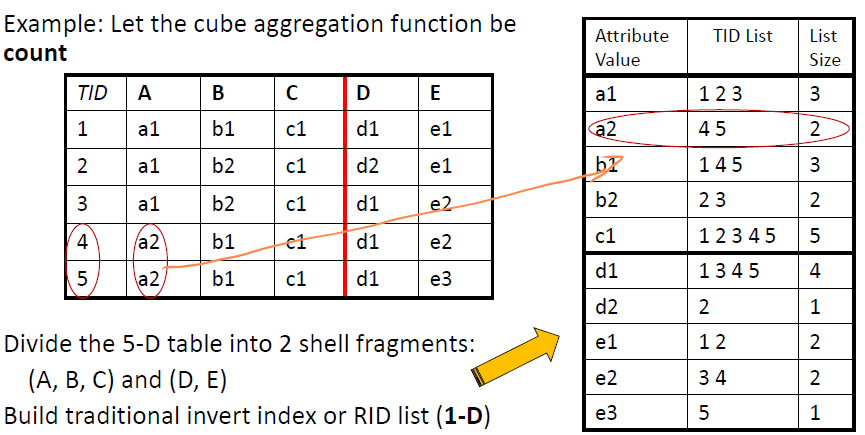 Example: Let the cube aggregation function be
count
TID A B C D E
1 a1 b1 c1 d1 e1
2 a1 b2 c1 d2 e1
3 a1 b2 c1 d1 e2
4 a2 b1 c1 d1 e2
5 a2 b1 c1 d1 e3
Divide the 5-D table into 2 shell fragments:
(A, B, C) and (D, E)
Build traditional invert index or RID list (1-D)
Attribute TID List List
Value Size
a1 1 2 3 3
a2 4 5 2
b1 1 4 5 3
b2 2 3 2
c1 1 2 3 4 5 5
d1 1 3 4 5 4
d2 2 1
e1 1 2 2
e2 3 4 2
e3 5 1